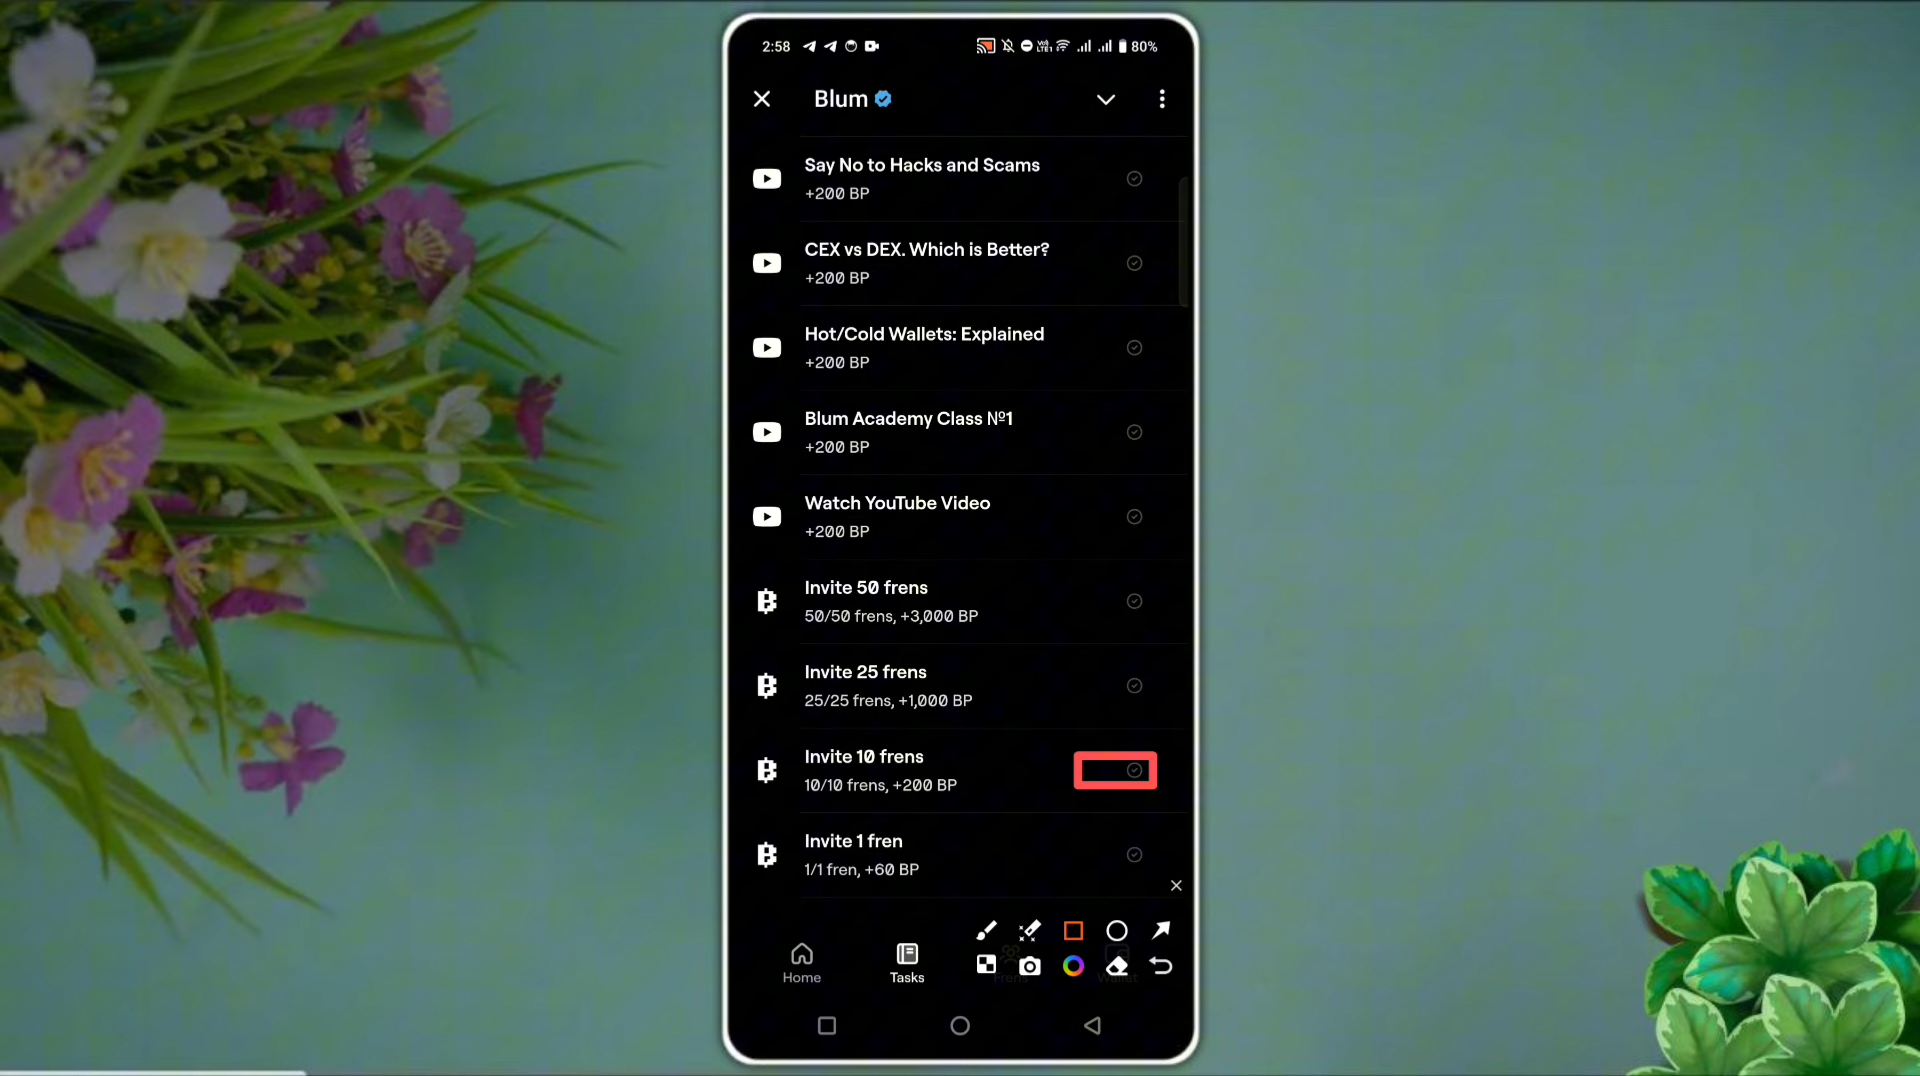 2:58
80%
Blum
Say No to Hacks and Scams
+200 BP
CEX vs DEX. Which is Better?
+200 BP
Hot/Cold Wallets: Explained
+200 BP
Blum Academy Class №1
+200 BP
Watch YouTube Video
+200 BP
Invite 50 frens
50/50 frens, +3,000 BP
Invite 25 frens
25/25 frens, +1,000 BP
Invite 10 frens
10/10 frens, +200 BP
Invite 1 fren
1/1 fren, +60 BP
Home
Tasks
Frens
Wallet